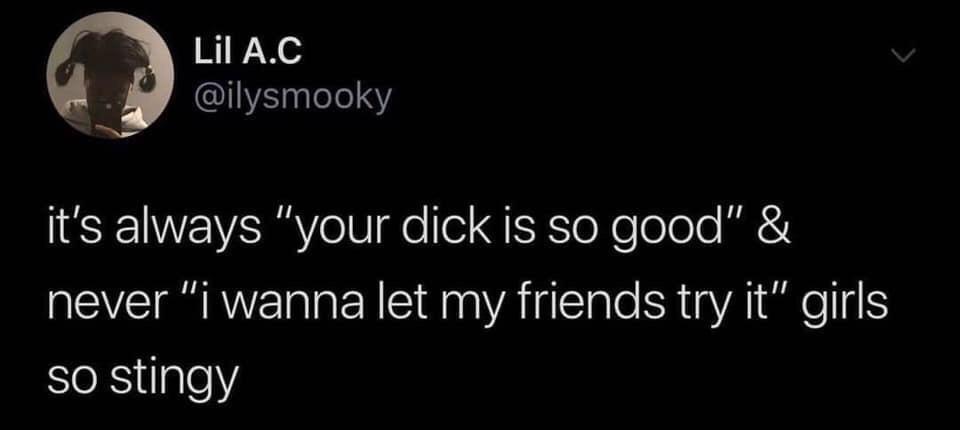 Lil A.C
@ilysmooky
it's always "your dick is so good" &
never "i wanna let my friends try it" girls
so stingy